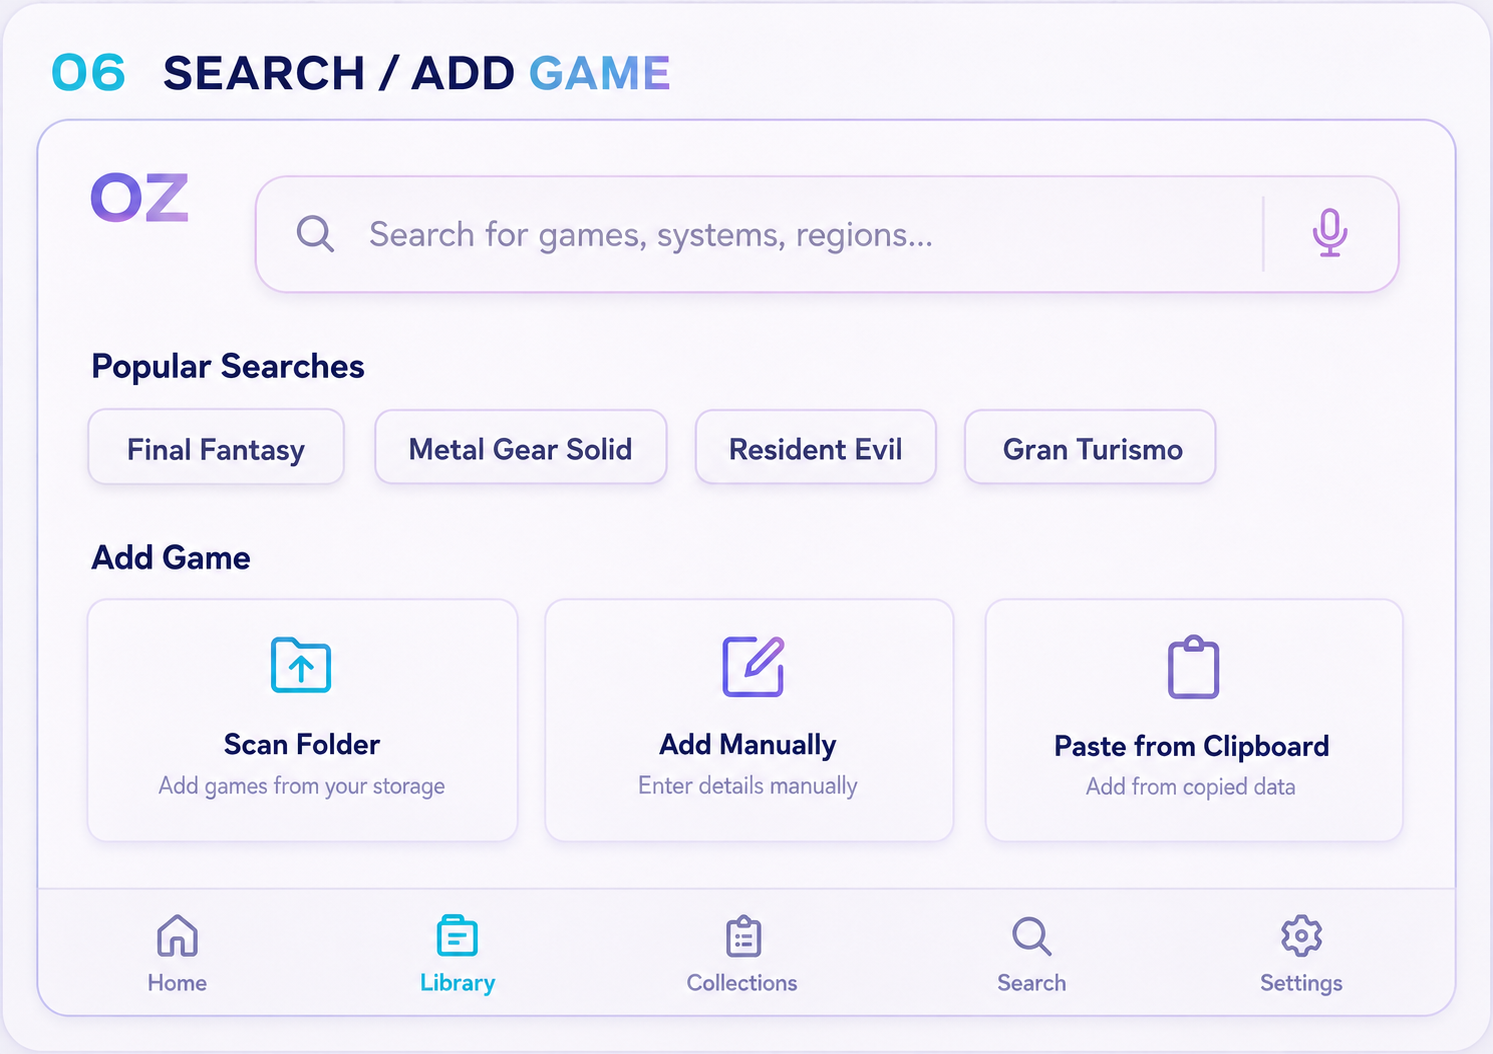 06 SEARCH / ADD GAME
OZ
Search for games, systems, regions...
Popular Searches
Final Fantasy
Metal Gear Solid
Resident Evil
Gran Turismo
Add Game
Scan Folder
Add games from your storage
Add Manually
Enter details manually
Paste from Clipboard
Add from copied data
Home
Library
Collections
Search
Settings